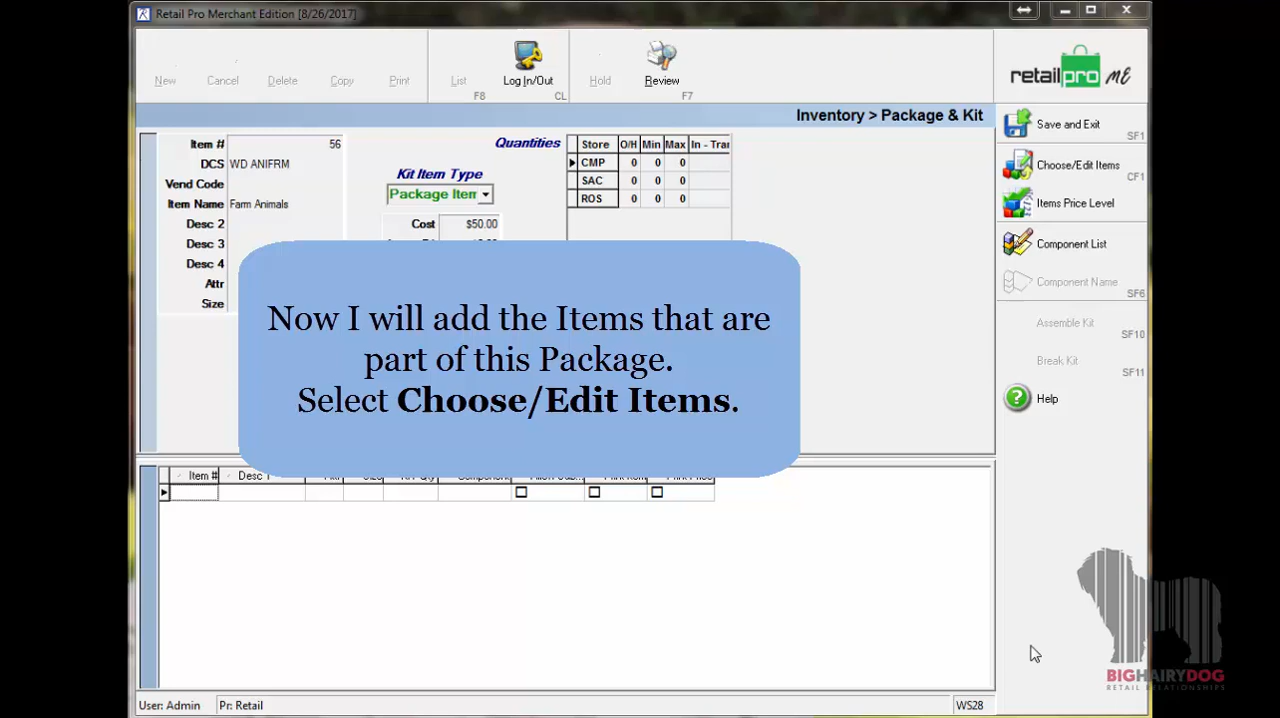 Retail Pro Merchant Edition [8/26/2017]
New Cancel Delete Copy Print List F8 Log In/Out CL Hold Review F7
retailpro ME
Inventory > Package & Kit
Item # 56
DCS WD ANIFRM
Vend Code
Item Name Farm Animals
Desc 2
Desc 3
Desc 4
Attr
Size
Kit Item Type
Package Item
Cost $50.00
Quantities
Store O/H Min Max In - Tran
CMP 0 0 0
SAC 0 0 0
ROS 0 0 0
Save and Exit SF1
Choose/Edit Items CF1
Items Price Level
Component List
Component Name SF6
Assemble Kit SF10
Break Kit SF11
Help
Now I will add the Items that are
part of this Package.
Select Choose/Edit Items.
Item # Desc 1
User: Admin Pr: Retail WS28
BIGHAIRYDOG
RETAIL RELATIONSHIPS